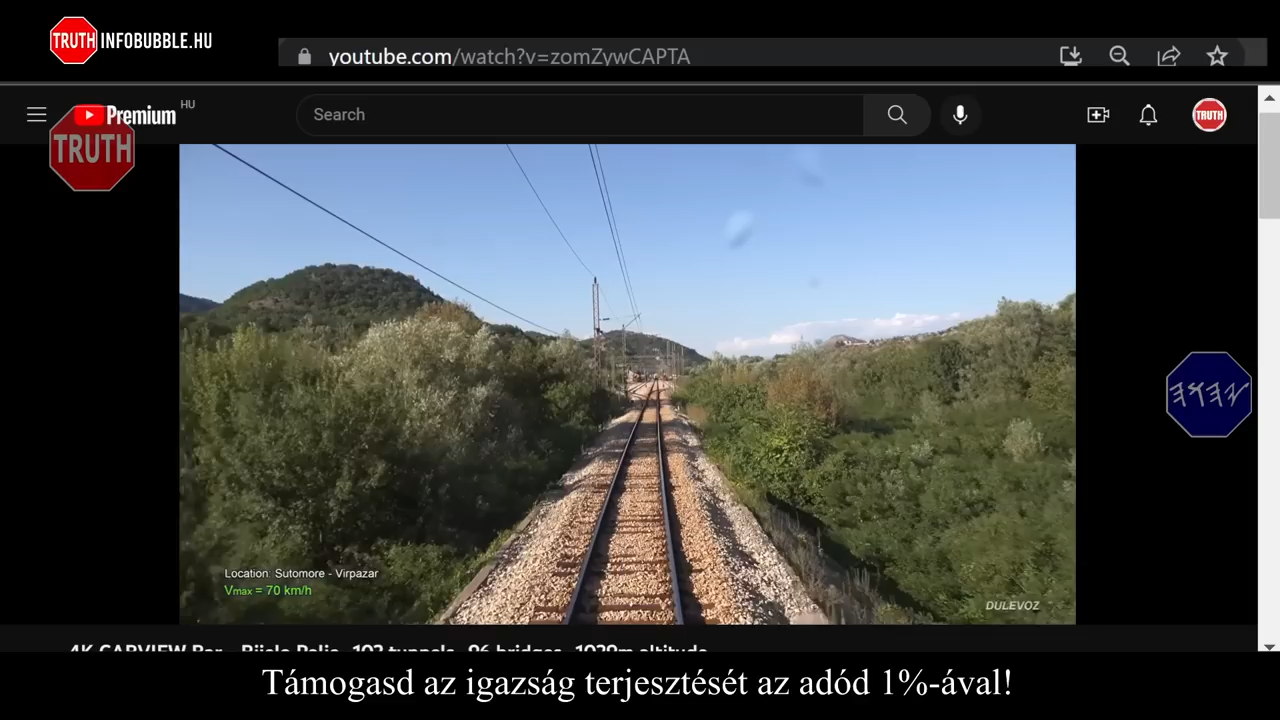 TRUTH INFOBUBBLE.HU
youtube.com/watch?v=zomZywCAPTA
Premium HU
Search
TRUTH
TRUTH
𐤉𐤄𐤅𐤄
Location: Sutomore - Virpazar
Vmax = 70 km/h
DULEVOZ
Támogasd az igazság terjesztését az adód 1%-ával!